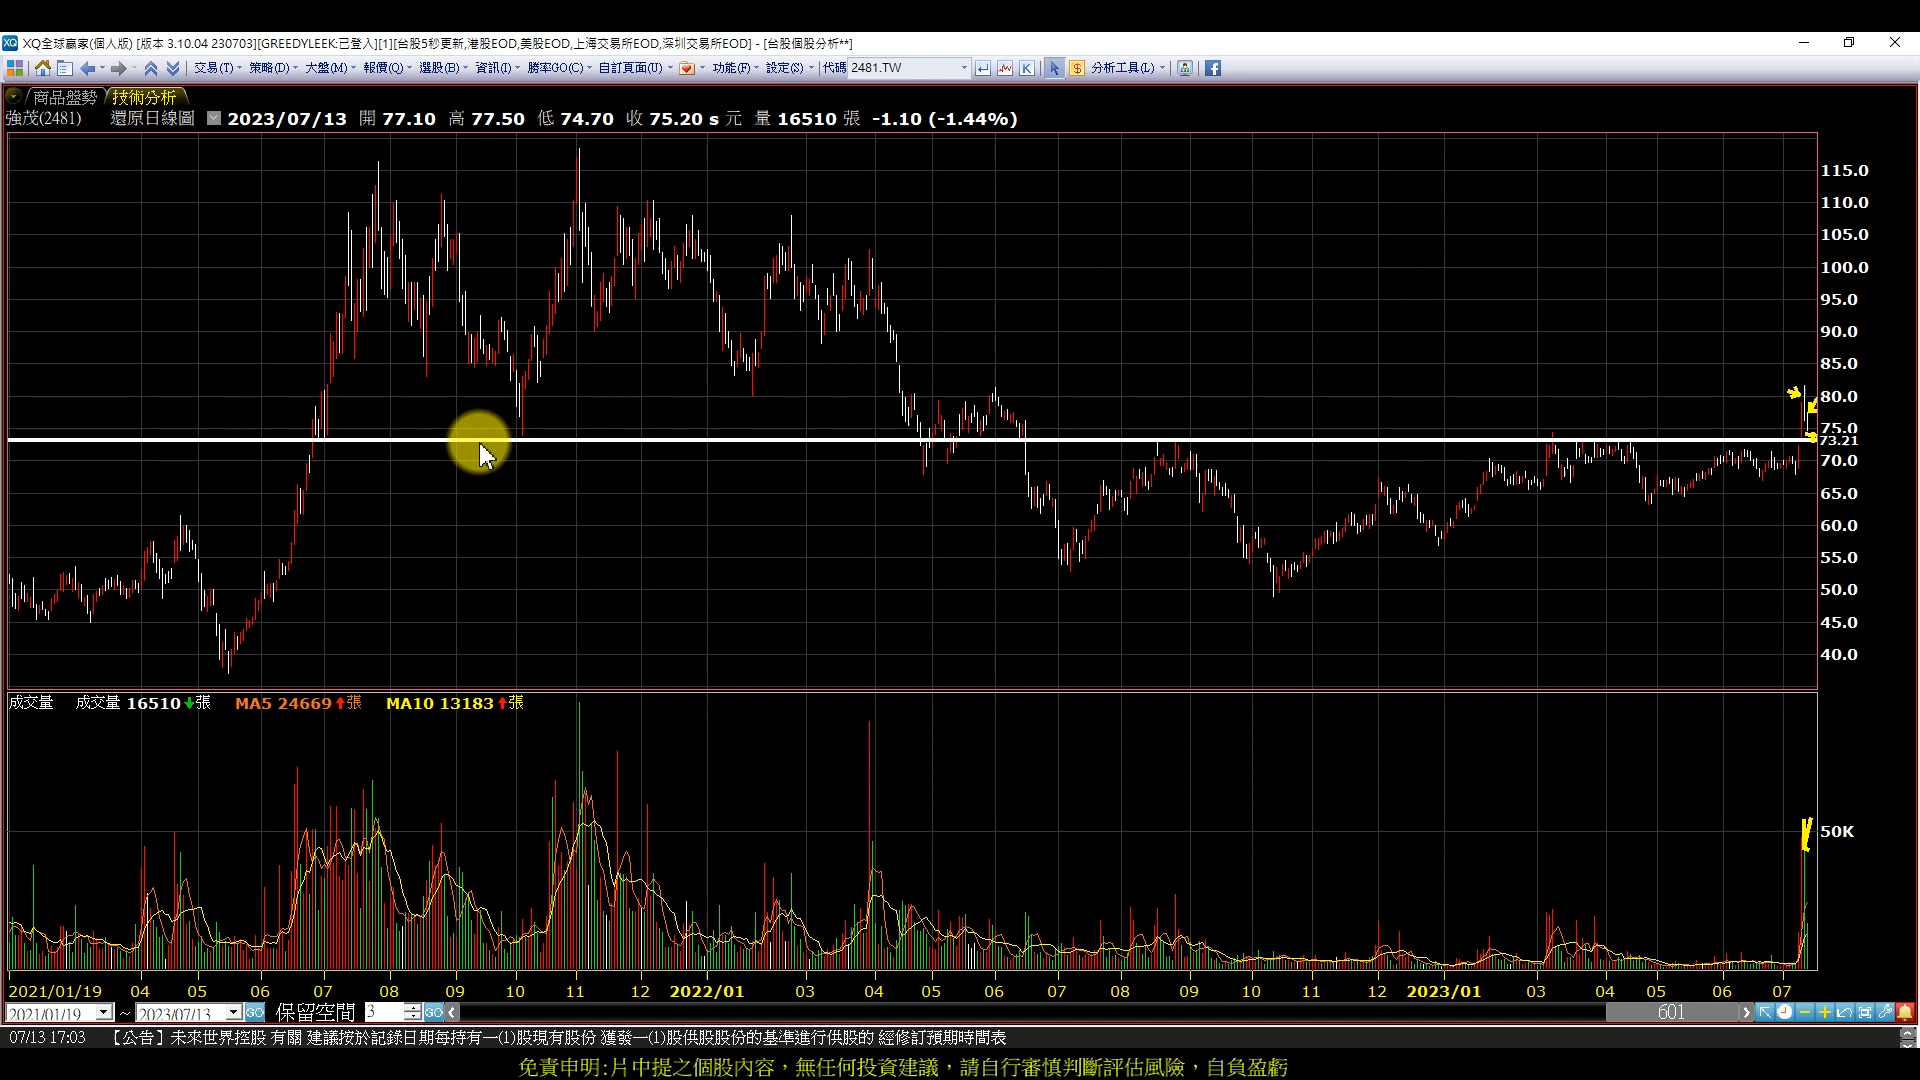 XQ全球贏家(個人版) [版本 3.10.04 230703][GREEDYLEEK:已登入][1][台股5秒更新,港股EOD,美股EOD,上海交易所EOD,深圳交易所EOD] - [台股個股分析**]
交易(T) 策略(D) 大盤(M) 報價(Q) 選股(B) 資訊(I) 勝率GO(C) 自訂頁面(U) 功能(F) 設定(S) 代碼 2481.TW K $ 分析工具(L)
商品盤勢 技術分析
強茂(2481) 還原日線圖 2023/07/13 開 77.10 高 77.50 低 74.70 收 75.20 s 元 量 16510 張 -1.10 (-1.44%)
115.0
110.0
105.0
100.0
95.0
90.0
85.0
80.0
75.0
73.21
70.0
65.0
60.0
55.0
50.0
45.0
40.0
成交量 成交量 16510 張 MA5 24669 張 MA10 13183 張
50K
2021/01/19 04 05 06 07 08 09 10 11 12 2022/01 03 04 05 06 07 08 09 10 11 12 2023/01 03 04 05 06 07
2021/01/19 ~ 2023/07/13 GO 保留空間 3 GO 601
07/13 17:03 【公告】未來世界控股 有關 建議按於記錄日期每持有一(1)股現有股份 獲發一(1)股供股股份的基準進行供股的 經修訂預期時間表
免責申明:片中提之個股內容，無任何投資建議，請自行審慎判斷評估風險，自負盈虧